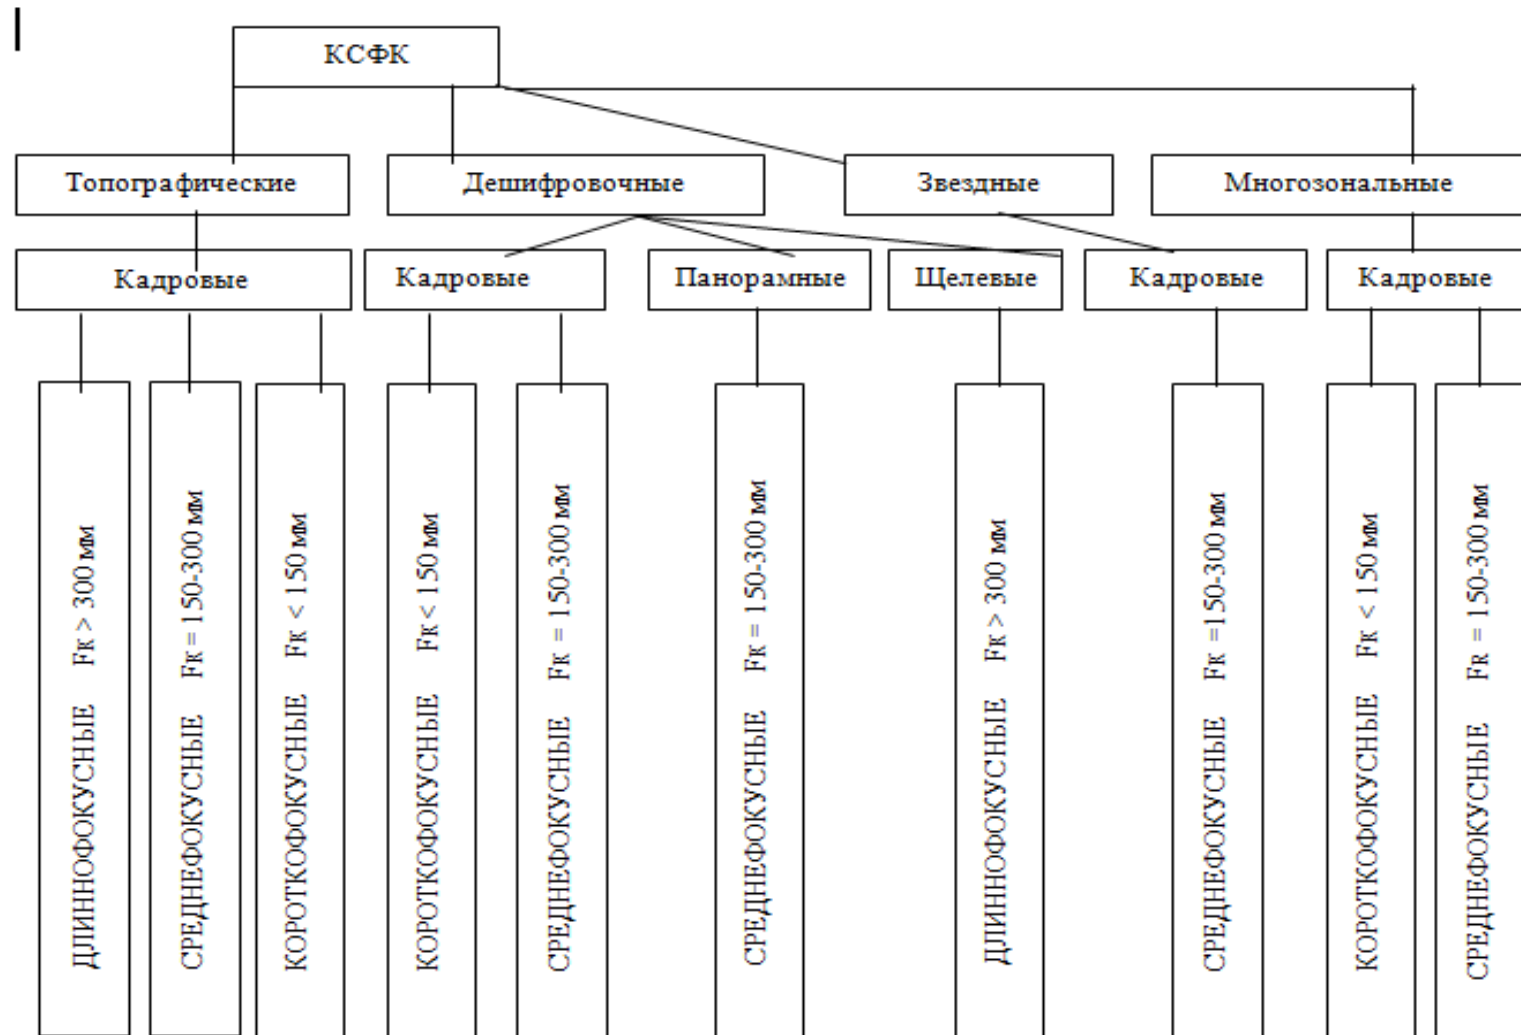 КСФК
Топографические
Дешифровочные
Звездные
Многозональные
Кадровые
Кадровые
Панорамные
Щелевые
Кадровые
Кадровые
ДЛИННОФОКУСНЫЕ Fк > 300 мм
СРЕДНЕФОКУСНЫЕ Fк = 150-300 мм
КОРОТКОФОКУСНЫЕ Fк < 150 мм
КОРОТКОФОКУСНЫЕ Fк < 150 мм
СРЕДНЕФОКУСНЫЕ Fк = 150-300 мм
СРЕДНЕФОКУСНЫЕ Fк = 150-300 мм
ДЛИННОФОКУСНЫЕ Fк > 300 мм
СРЕДНЕФОКУСНЫЕ Fк =150-300 мм
КОРОТКОФОКУСНЫЕ Fк < 150 мм
СРЕДНЕФОКУСНЫЕ Fк = 150-300 мм